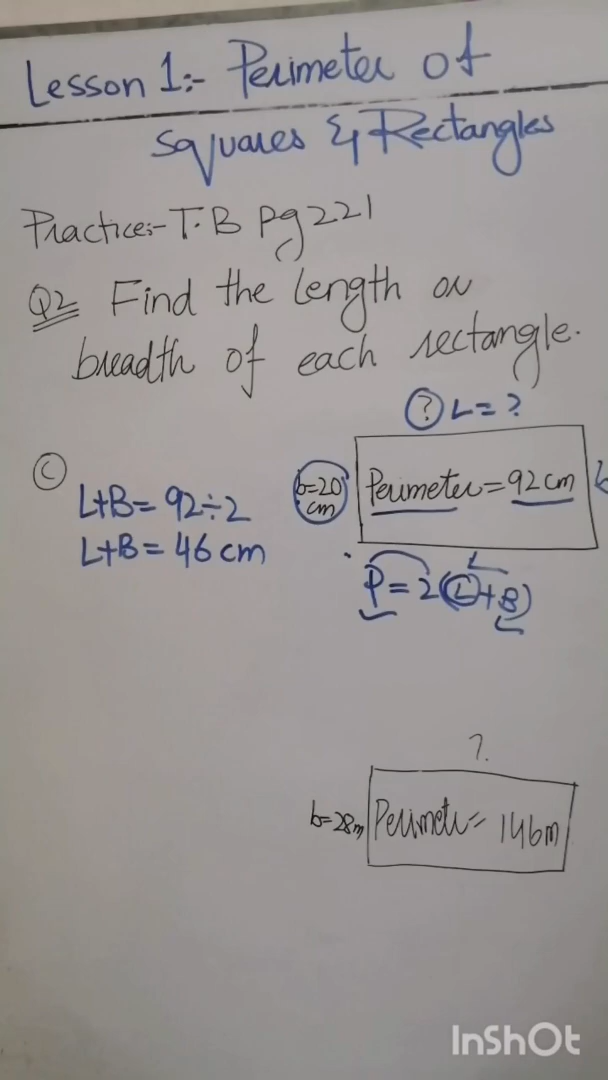 Lesson 1:- Perimeter of
Squares & Rectangles
Practice:- T.B pg 221
Q2 Find the length or
breadth of each rectangle.
? L = ?
C
L+B = 92÷2
L+B = 46 cm
b=20
cm
Perimeter = 92 cm
P = 2(L+B)
?
b=28m
Perimeter = 146m
InShOt